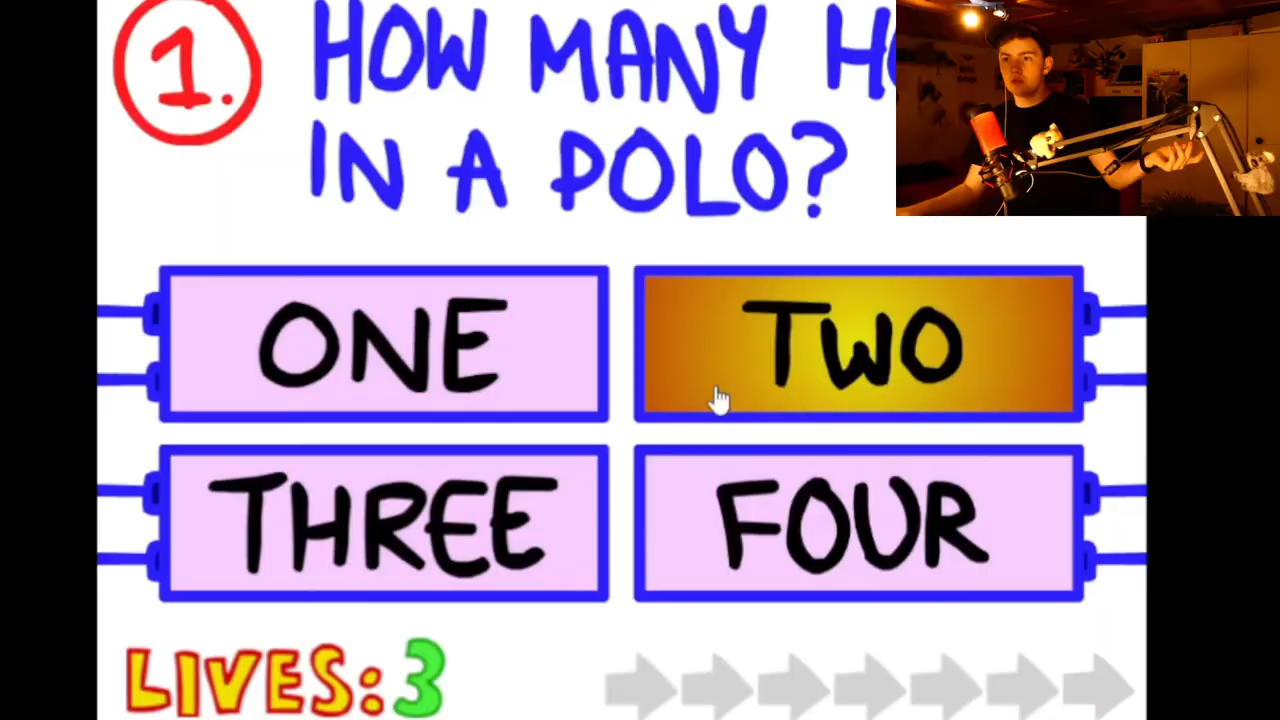 1. HOW MANY
IN A POLO?
ONE
TWO
THREE
FOUR
LIVES: 3